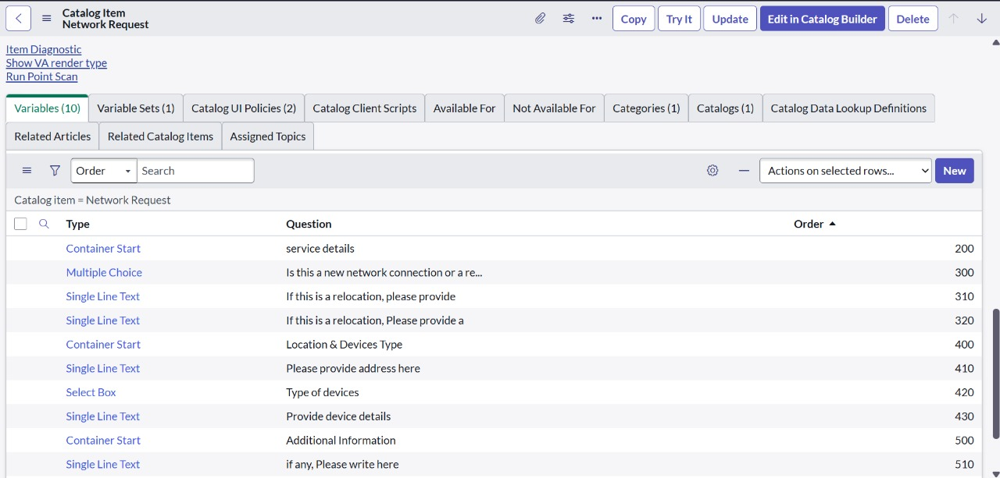 Catalog Item
Network Request
Copy Try It Update Edit in Catalog Builder Delete
Item Diagnostic
Show VA render type
Run Point Scan
Variables (10) Variable Sets (1) Catalog UI Policies (2) Catalog Client Scripts Available For Not Available For Categories (1) Catalogs (1) Catalog Data Lookup Definitions
Related Articles Related Catalog Items Assigned Topics
Order Search Actions on selected rows... New
Catalog item = Network Request
Type Question Order
Container Start service details 200
Multiple Choice Is this a new network connection or a re... 300
Single Line Text If this is a relocation, please provide 310
Single Line Text If this is a relocation, Please provide a 320
Container Start Location & Devices Type 400
Single Line Text Please provide address here 410
Select Box Type of devices 420
Single Line Text Provide device details 430
Container Start Additional Information 500
Single Line Text if any, Please write here 510